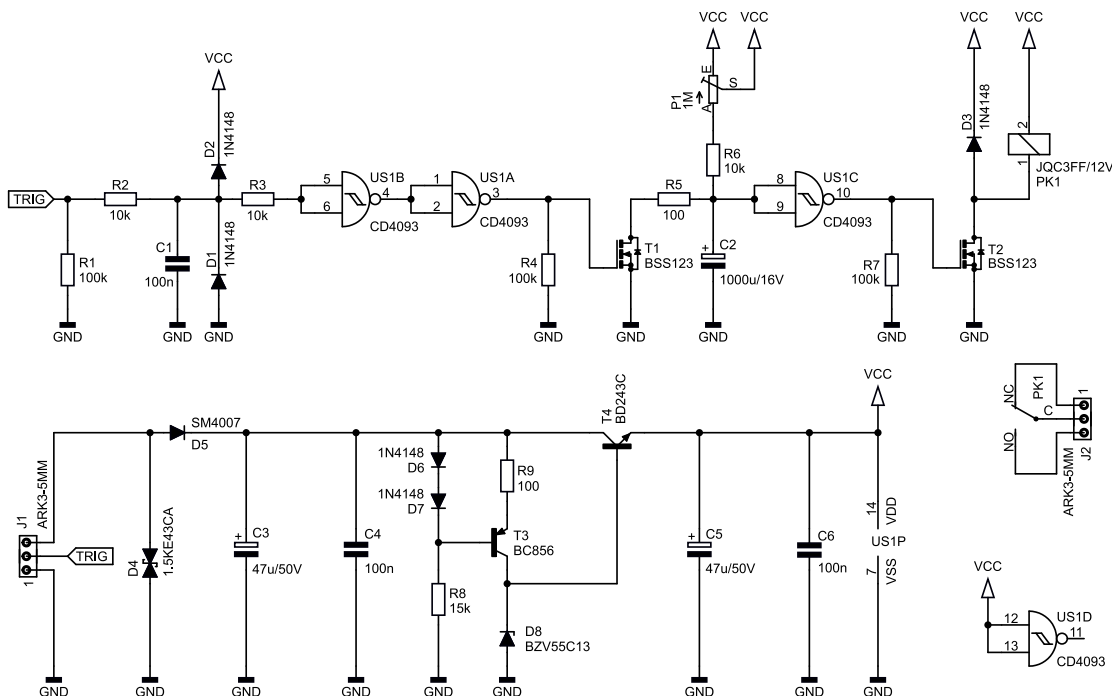 VCC
VCC
VCC
VCC
VCC
D2
1N4148
P1
1M
E
S
A
D3
1N4148
2
1
JQC3FF/12V
PK1
TRIG
R2
10k
R3
10k
5
6
US1B
4
CD4093
1
2
US1A
3
CD4093
R6
10k
R5
100
8
9
US1C
10
CD4093
R1
100k
C1
100n
D1
1N4148
R4
100k
T1
BSS123
+
C2
1000u/16V
R7
100k
T2
BSS123
GND
GND
GND
GND
GND
GND
GND
GND
VCC
T4
BD243C
NC
PK1
C
NO
1
J2
ARK3-5MM
SM4007
D5
1N4148
D6
1N4148
D7
R9
100
T3
BC856
J1
ARK3-5MM
TRIG
1
D4
1.5KE43CA
+
C3
47u/50V
C4
100n
R8
15k
D8
BZV55C13
+
C5
47u/50V
C6
100n
14
VDD
US1P
7
VSS
VCC
12
13
US1D
11
CD4093
GND
GND
GND
GND
GND
GND
GND
GND
GND